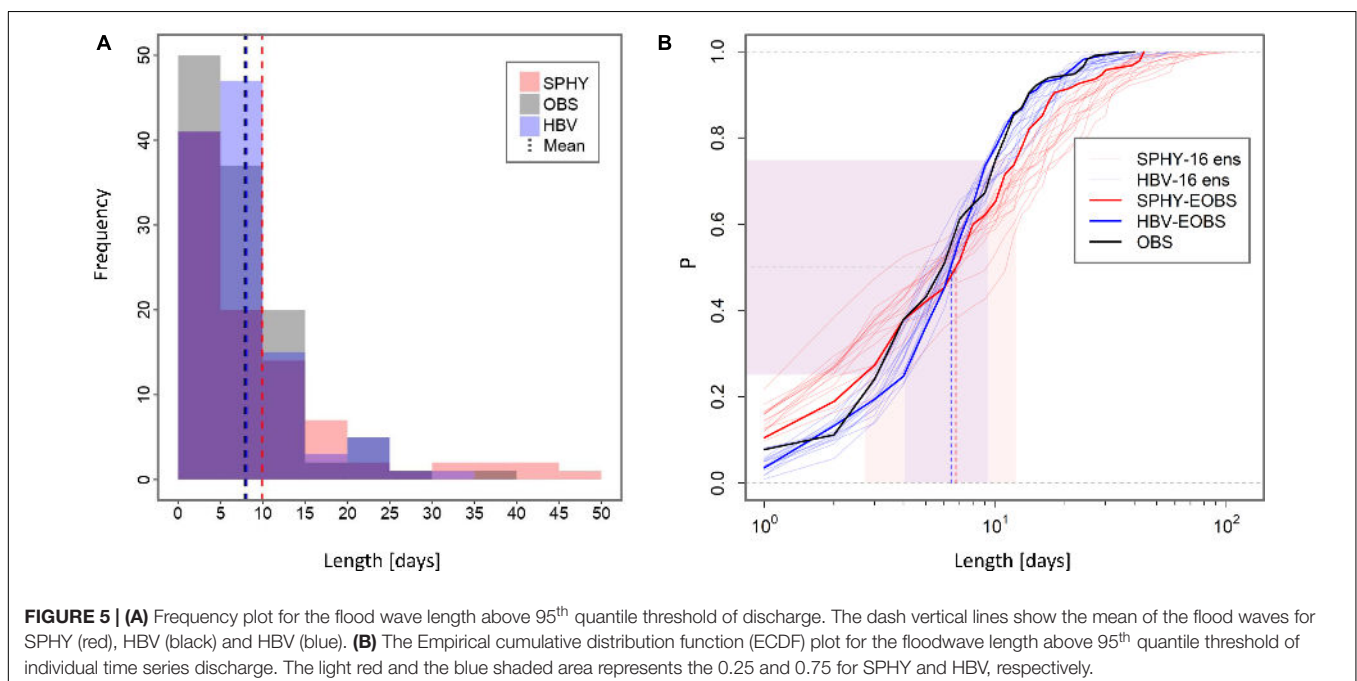 A
Frequency
50
40
30
20
10
0
SPHY
OBS
HBV
Mean
0 5 10 15 20 25 30 35 40 45 50
Length [days]
B
P
1.0
0.8
0.6
0.4
0.2
0.0
SPHY-16 ens
HBV-16 ens
SPHY-EOBS
HBV-EOBS
OBS
10^0 10^1 10^2
Length [days]
FIGURE 5 | (A) Frequency plot for the flood wave length above 95th quantile threshold of discharge. The dash vertical lines show the mean of the flood waves for
SPHY (red), HBV (black) and HBV (blue). (B) The Empirical cumulative distribution function (ECDF) plot for the floodwave length above 95th quantile threshold of
individual time series discharge. The light red and the blue shaded area represents the 0.25 and 0.75 for SPHY and HBV, respectively.